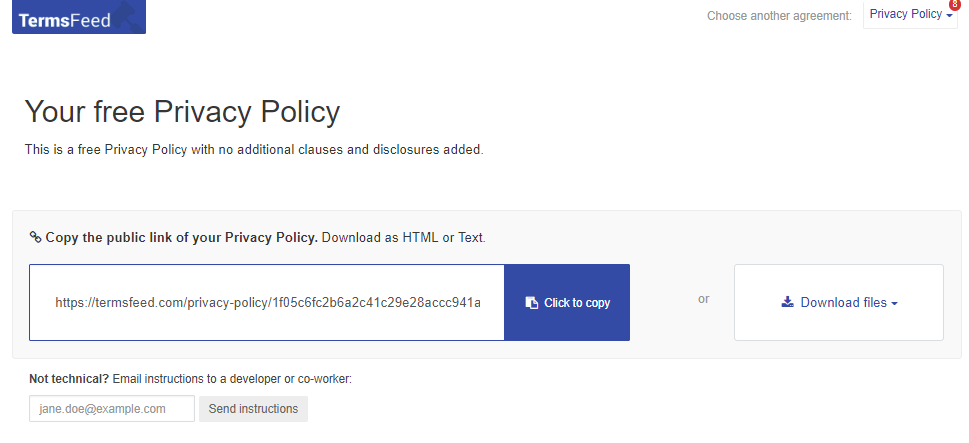 TermsFeed
Choose another agreement: Privacy Policy
8
Your free Privacy Policy
This is a free Privacy Policy with no additional clauses and disclosures added.
Copy the public link of your Privacy Policy. Download as HTML or Text.
https://termsfeed.com/privacy-policy/1f05c6fc2b6a2c41c29e28accc941a
Click to copy
or
Download files
Not technical? Email instructions to a developer or co-worker:
jane.doe@example.com
Send instructions